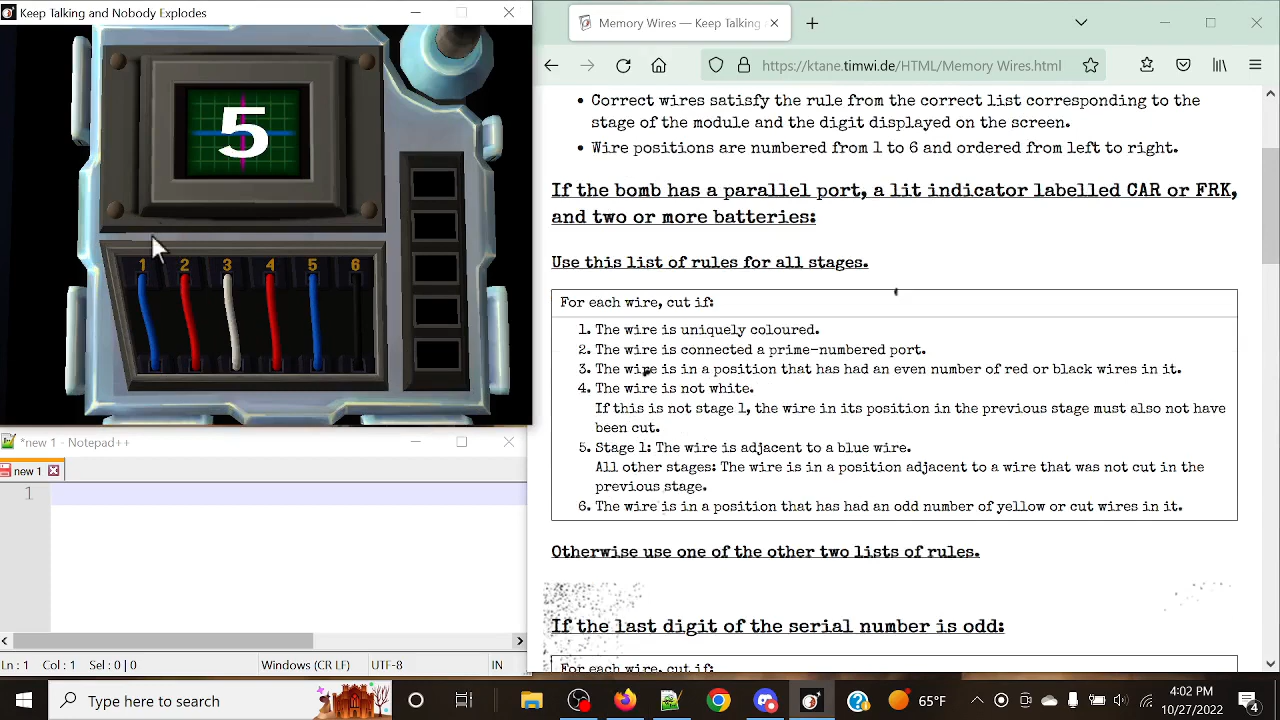 Keep Talking and Nobody Explodes
5
1 2 3 4 5 6
*new 1 - Notepad++
new 1
1
Ln : 1 Col : 1 Sel : 0 | 0 Windows (CR LF) UTF-8 IN
Memory Wires — Keep Talking a
https://ktane.timwi.de/HTML/Memory Wires.html
Correct wires satisfy the rule from the correct list corresponding to the
stage of the module and the digit displayed on the screen.
Wire positions are numbered from 1 to 6 and ordered from left to right.
If the bomb has a parallel port, a lit indicator labelled CAR or FRK,
and two or more batteries:
Use this list of rules for all stages.
For each wire, cut if:
1. The wire is uniquely coloured.
2. The wire is connected a prime-numbered port.
3. The wire is in a position that has had an even number of red or black wires in it.
4. The wire is not white.
If this is not stage 1, the wire in its position in the previous stage must also not have
been cut.
5. Stage 1: The wire is adjacent to a blue wire.
All other stages: The wire is in a position adjacent to a wire that was not cut in the
previous stage.
6. The wire is in a position that has had an odd number of yellow or cut wires in it.
Otherwise use one of the other two lists of rules.
If the last digit of the serial number is odd:
For each wire, cut if:
Type here to search
65°F
4:02 PM
10/27/2022
4